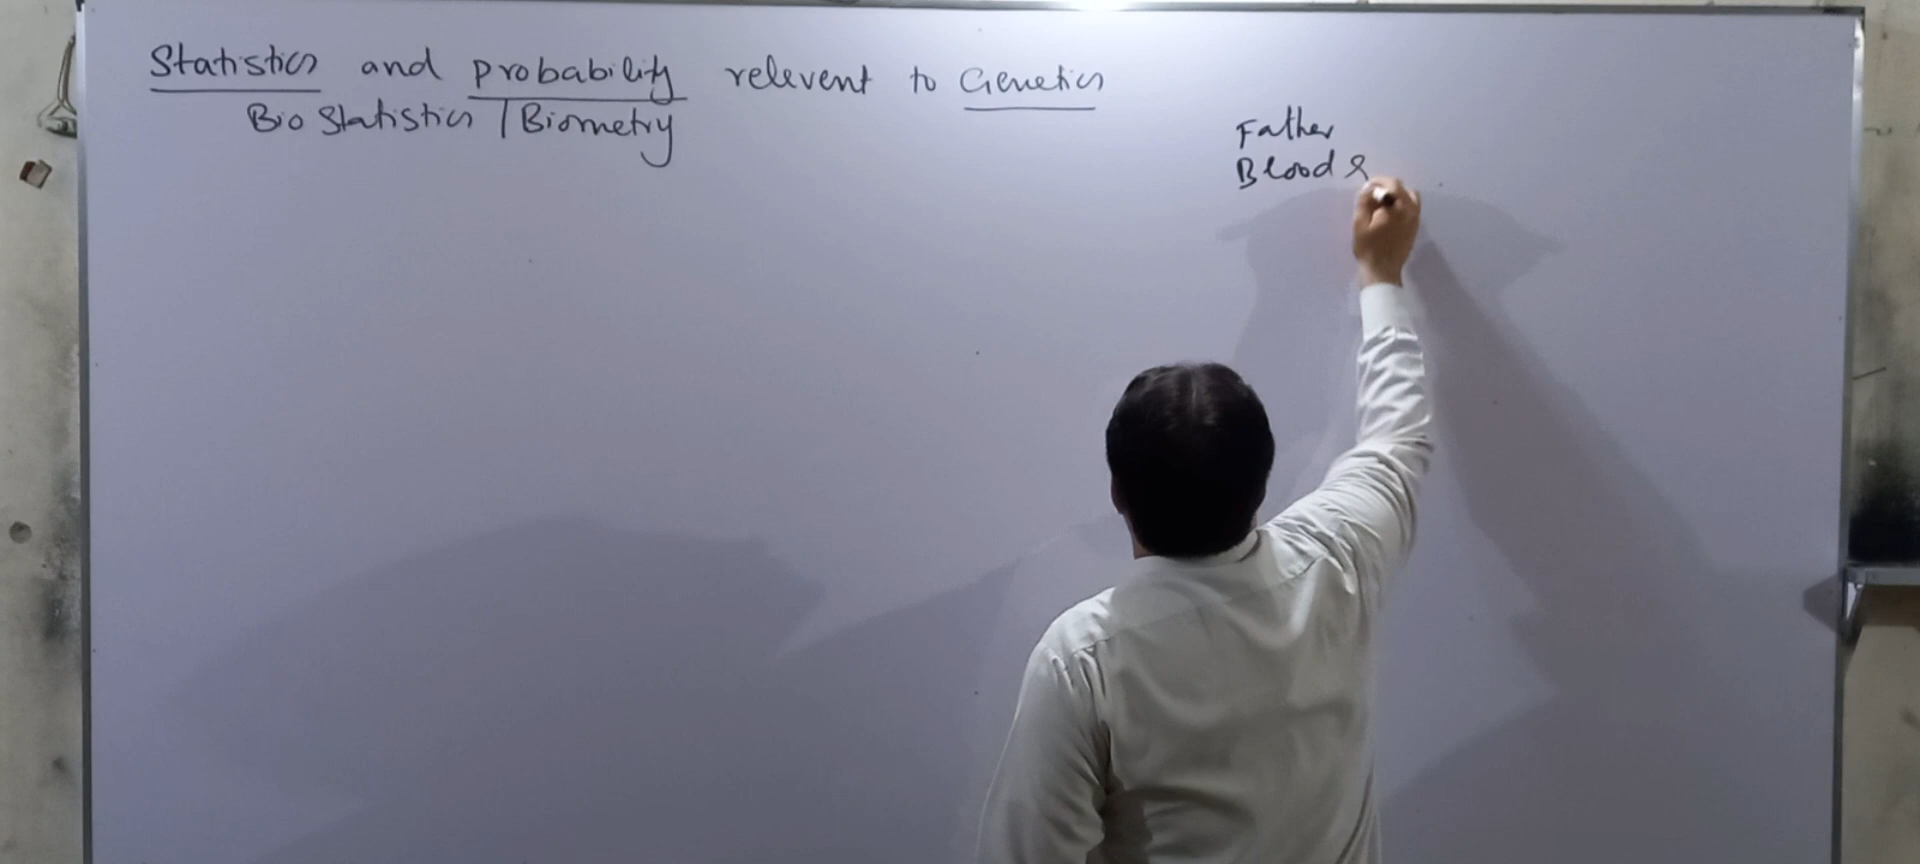 Statistics and probability relevent to Genetics
Bio Statistics / Biometry
Father
Blood